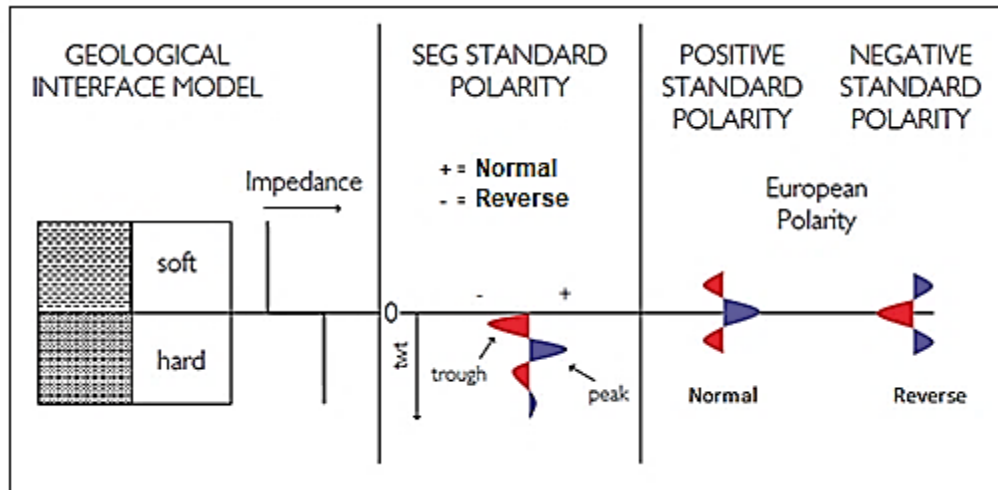 GEOLOGICAL
INTERFACE MODEL
Impedance
soft
hard
SEG STANDARD
POLARITY
+ = Normal
- = Reverse
- +
0
twt
trough
peak
POSITIVE
STANDARD
POLARITY
NEGATIVE
STANDARD
POLARITY
European
Polarity
Normal
Reverse